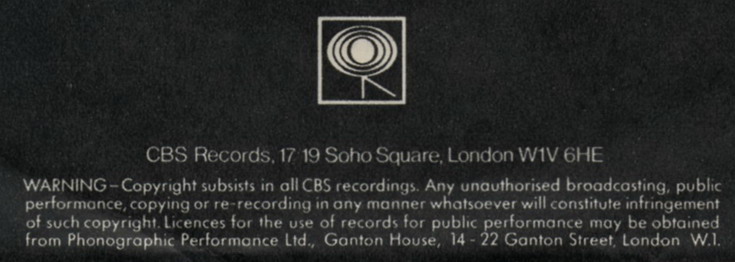 CBS Records, 17 19 Soho Square, London W1V 6HE
WARNING–Copyright subsists in all CBS recordings. Any unauthorised broadcasting, public
performance, copying or re-recording in any manner whatsoever will constitute infringement
of such copyright. Licences for the use of records for public performance may be obtained
from Phonographic Performance Ltd., Ganton House, 14 - 22 Ganton Street, London W.1.